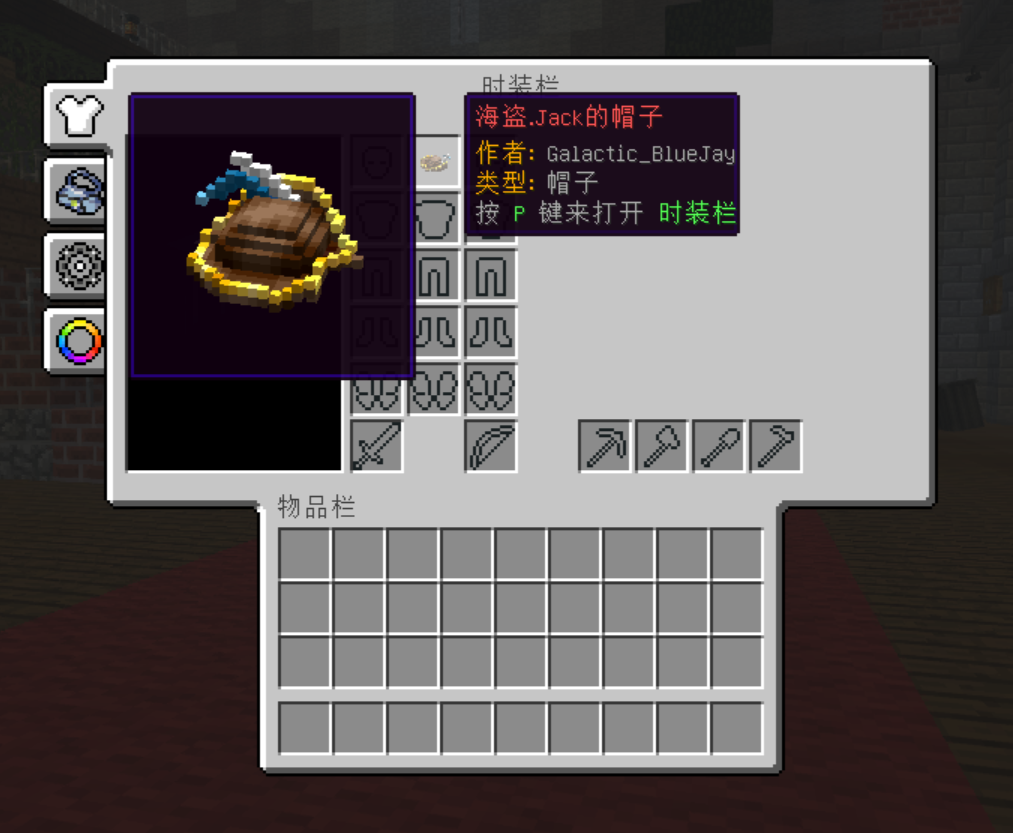 时装栏
海盗.Jack的帽子
作者: Galactic_BlueJay
类型: 帽子
按 P 键来打开 时装栏
物品栏